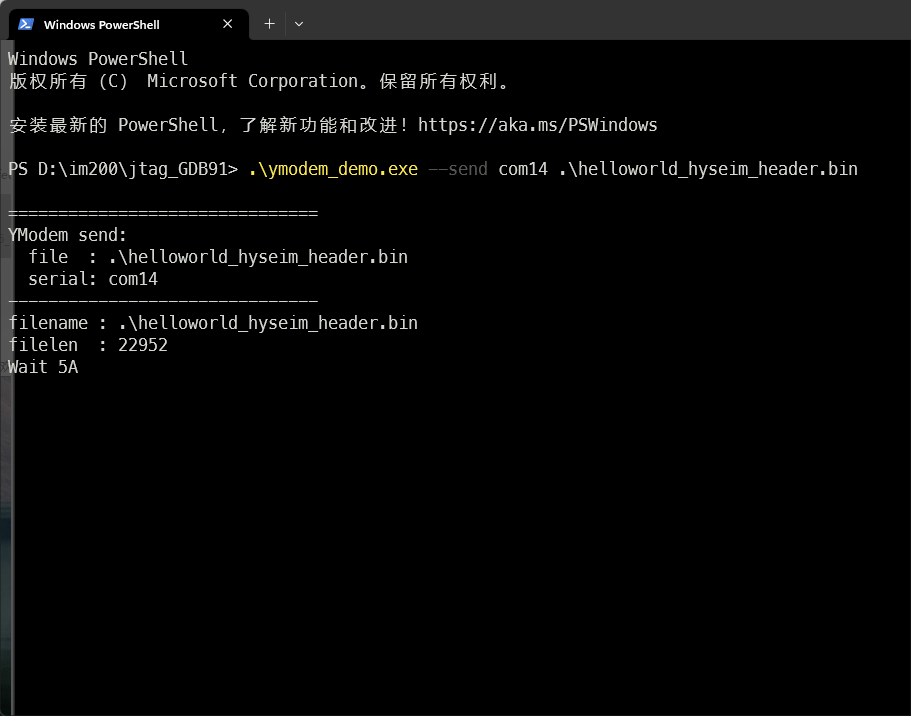 Windows PowerShell
Windows PowerShell
版权所有 (C) Microsoft Corporation。保留所有权利。
安装最新的 PowerShell，了解新功能和改进！https://aka.ms/PSWindows
PS D:\im200\jtag_GDB91> .\ymodem_demo.exe --send com14 .\helloworld_hyseim_header.bin
===============================
YModem send:
file  : .\helloworld_hyseim_header.bin
serial: com14
-------------------------------
filename : .\helloworld_hyseim_header.bin
filelen  : 22952
Wait 5A